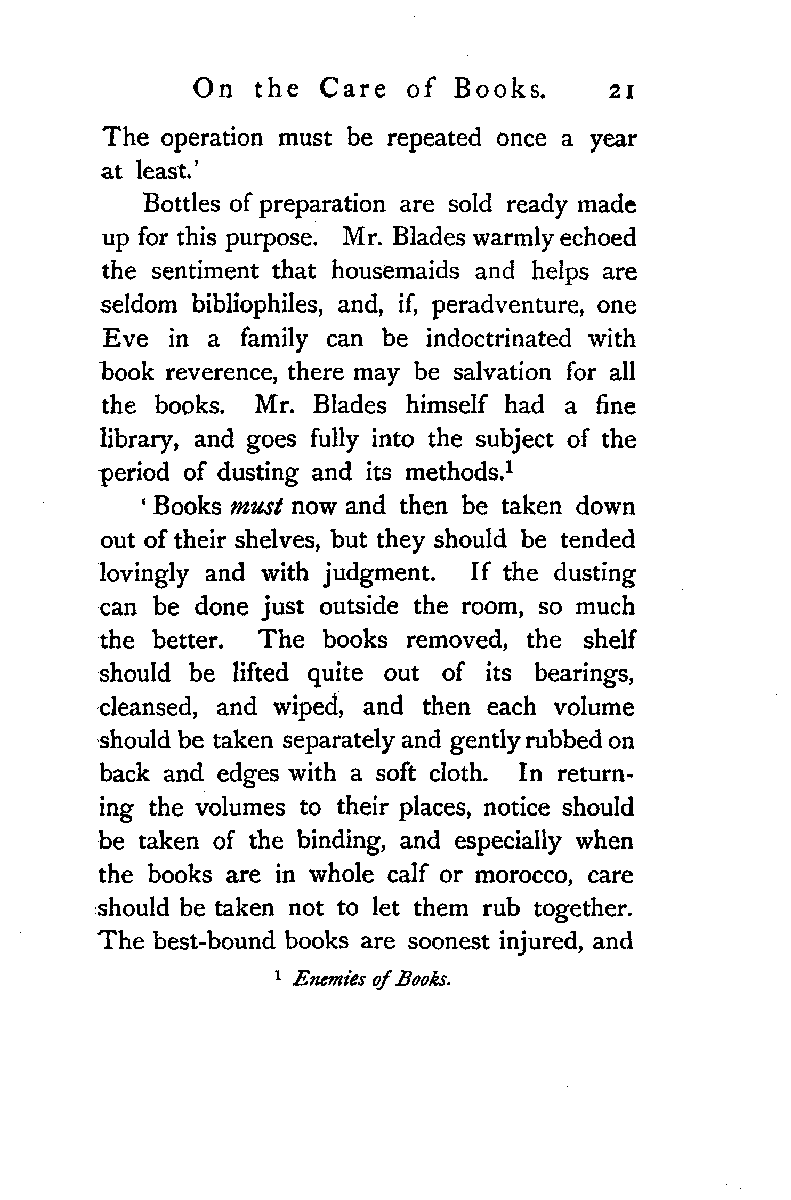 On the Care of Books. 21
The operation must be repeated once a year
at least.'
Bottles of preparation are sold ready made
up for this purpose. Mr. Blades warmly echoed
the sentiment that housemaids and helps are
seldom bibliophiles, and, if, peradventure, one
Eve in a family can be indoctrinated with
book reverence, there may be salvation for all
the books. Mr. Blades himself had a fine
library, and goes fully into the subject of the
period of dusting and its methods.¹
‘ Books must now and then be taken down
out of their shelves, but they should be tended
lovingly and with judgment. If the dusting
can be done just outside the room, so much
the better. The books removed, the shelf
should be lifted quite out of its bearings,
cleansed, and wiped, and then each volume
should be taken separately and gently rubbed on
back and edges with a soft cloth. In return-
ing the volumes to their places, notice should
be taken of the binding, and especially when
the books are in whole calf or morocco, care
should be taken not to let them rub together.
The best-bound books are soonest injured, and
¹ Enemies of Books.